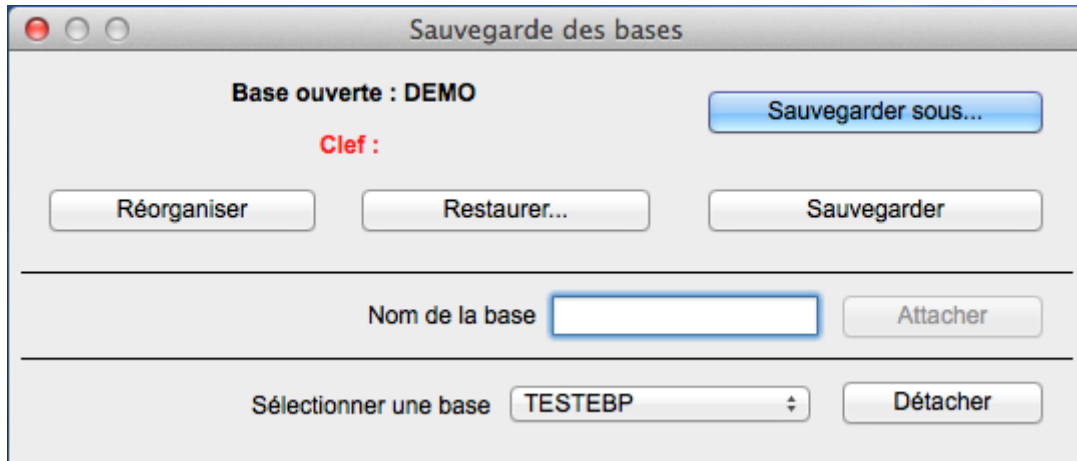 Sauvegarde des bases
Base ouverte : DEMO
Sauvegarder sous...
Clef :
Réorganiser
Restaurer...
Sauvegarder
Nom de la base
Attacher
Sélectionner une base
TESTEBP
Détacher